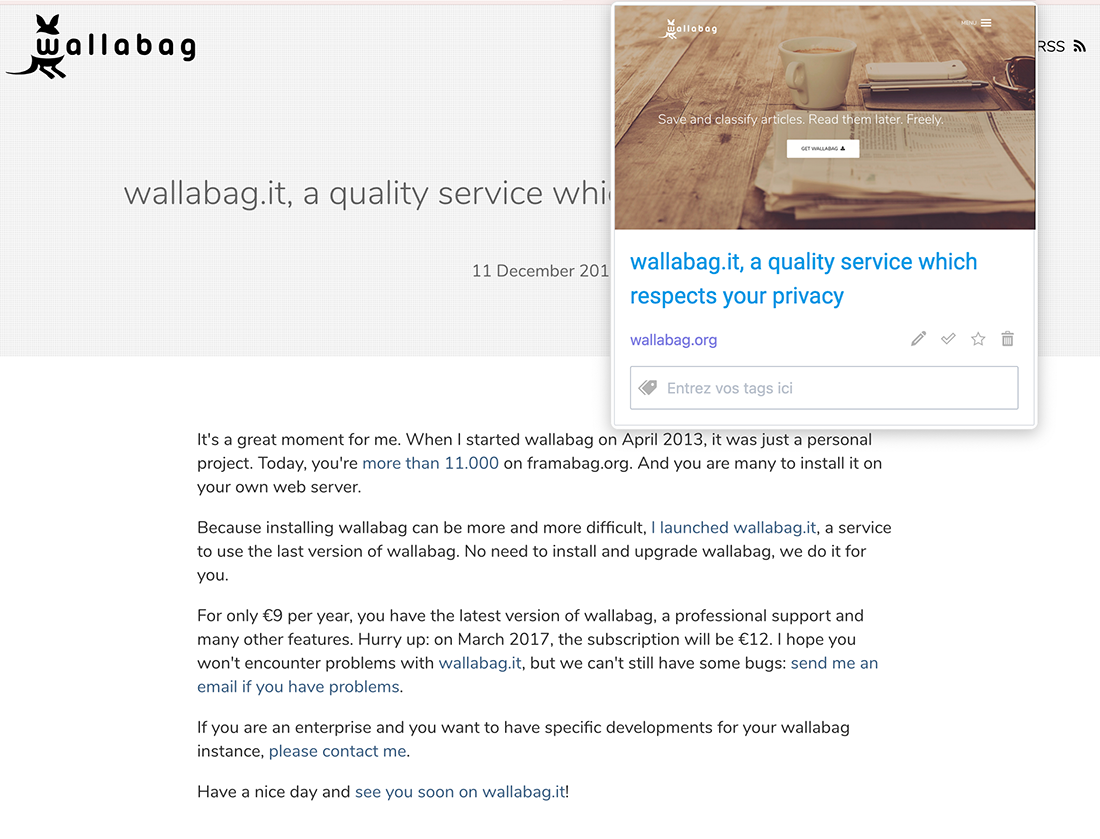 wallabag
RSS
wallabag.it, a quality service whi
11 December 201
wallabag
MENU
Save and classify articles. Read them later. Freely.
GET WALLABAG
wallabag.it, a quality service which
respects your privacy
wallabag.org
Entrez vos tags ici
It's a great moment for me. When I started wallabag on April 2013, it was just a personal
project. Today, you're more than 11.000 on framabag.org. And you are many to install it on
your own web server.
Because installing wallabag can be more and more difficult, I launched wallabag.it, a service
to use the last version of wallabag. No need to install and upgrade wallabag, we do it for
you.
For only €9 per year, you have the latest version of wallabag, a professional support and
many other features. Hurry up: on March 2017, the subscription will be €12. I hope you
won't encounter problems with wallabag.it, but we can't still have some bugs: send me an
email if you have problems.
If you are an enterprise and you want to have specific developments for your wallabag
instance, please contact me.
Have a nice day and see you soon on wallabag.it!